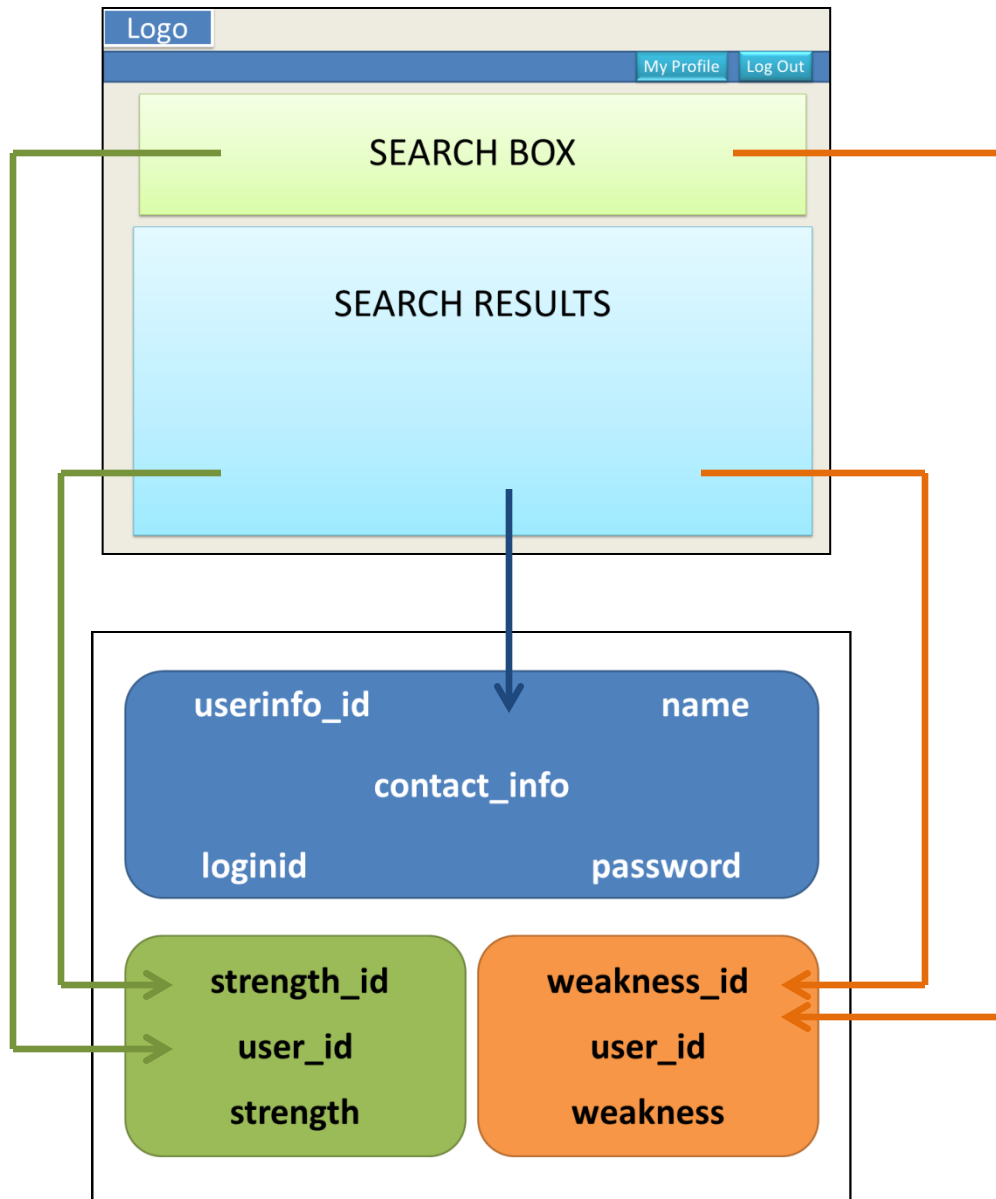 Logo
My Profile Log Out
SEARCH BOX
SEARCH RESULTS
userinfo_id name
contact_info
loginid password
strength_id
user_id
strength
weakness_id
user_id
weakness